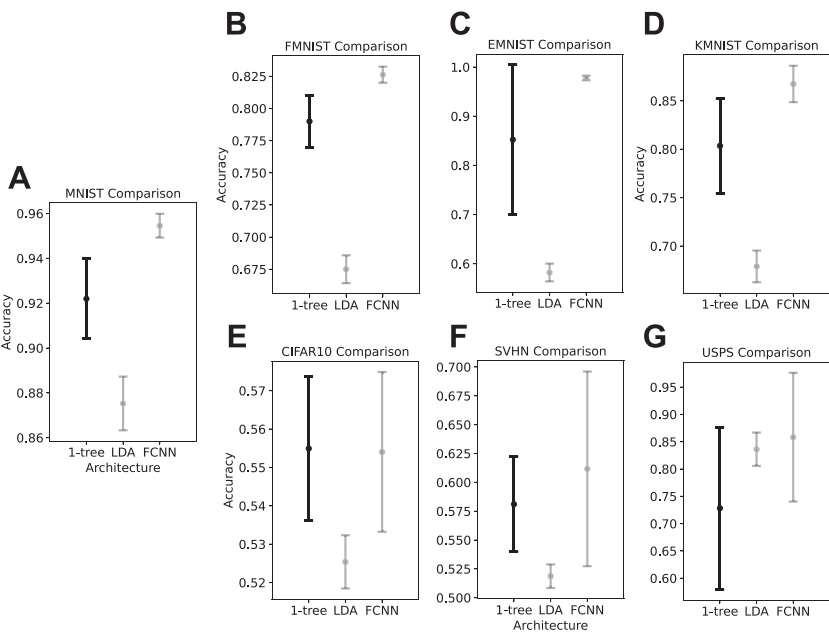 A
MNIST Comparison
Accuracy
0.96
0.94
0.92
0.90
0.88
0.86
1-tree LDA FCNN
Architecture
B
FMNIST Comparison
Accuracy
0.825
0.800
0.775
0.750
0.725
0.700
0.675
1-tree LDA FCNN
C
EMNIST Comparison
1.0
0.9
0.8
0.7
0.6
1-tree LDA FCNN
D
KMNIST Comparison
Accuracy
0.85
0.80
0.75
0.70
1-tree LDA FCNN
E
CIFAR10 Comparison
Accuracy
0.57
0.56
0.55
0.54
0.53
0.52
1-tree LDA FCNN
F
SVHN Comparison
0.700
0.675
0.650
0.625
0.600
0.575
0.550
0.525
0.500
1-tree LDA FCNN
Architecture
G
USPS Comparison
0.95
0.90
0.85
0.80
0.75
0.70
0.65
0.60
1-tree LDA FCNN